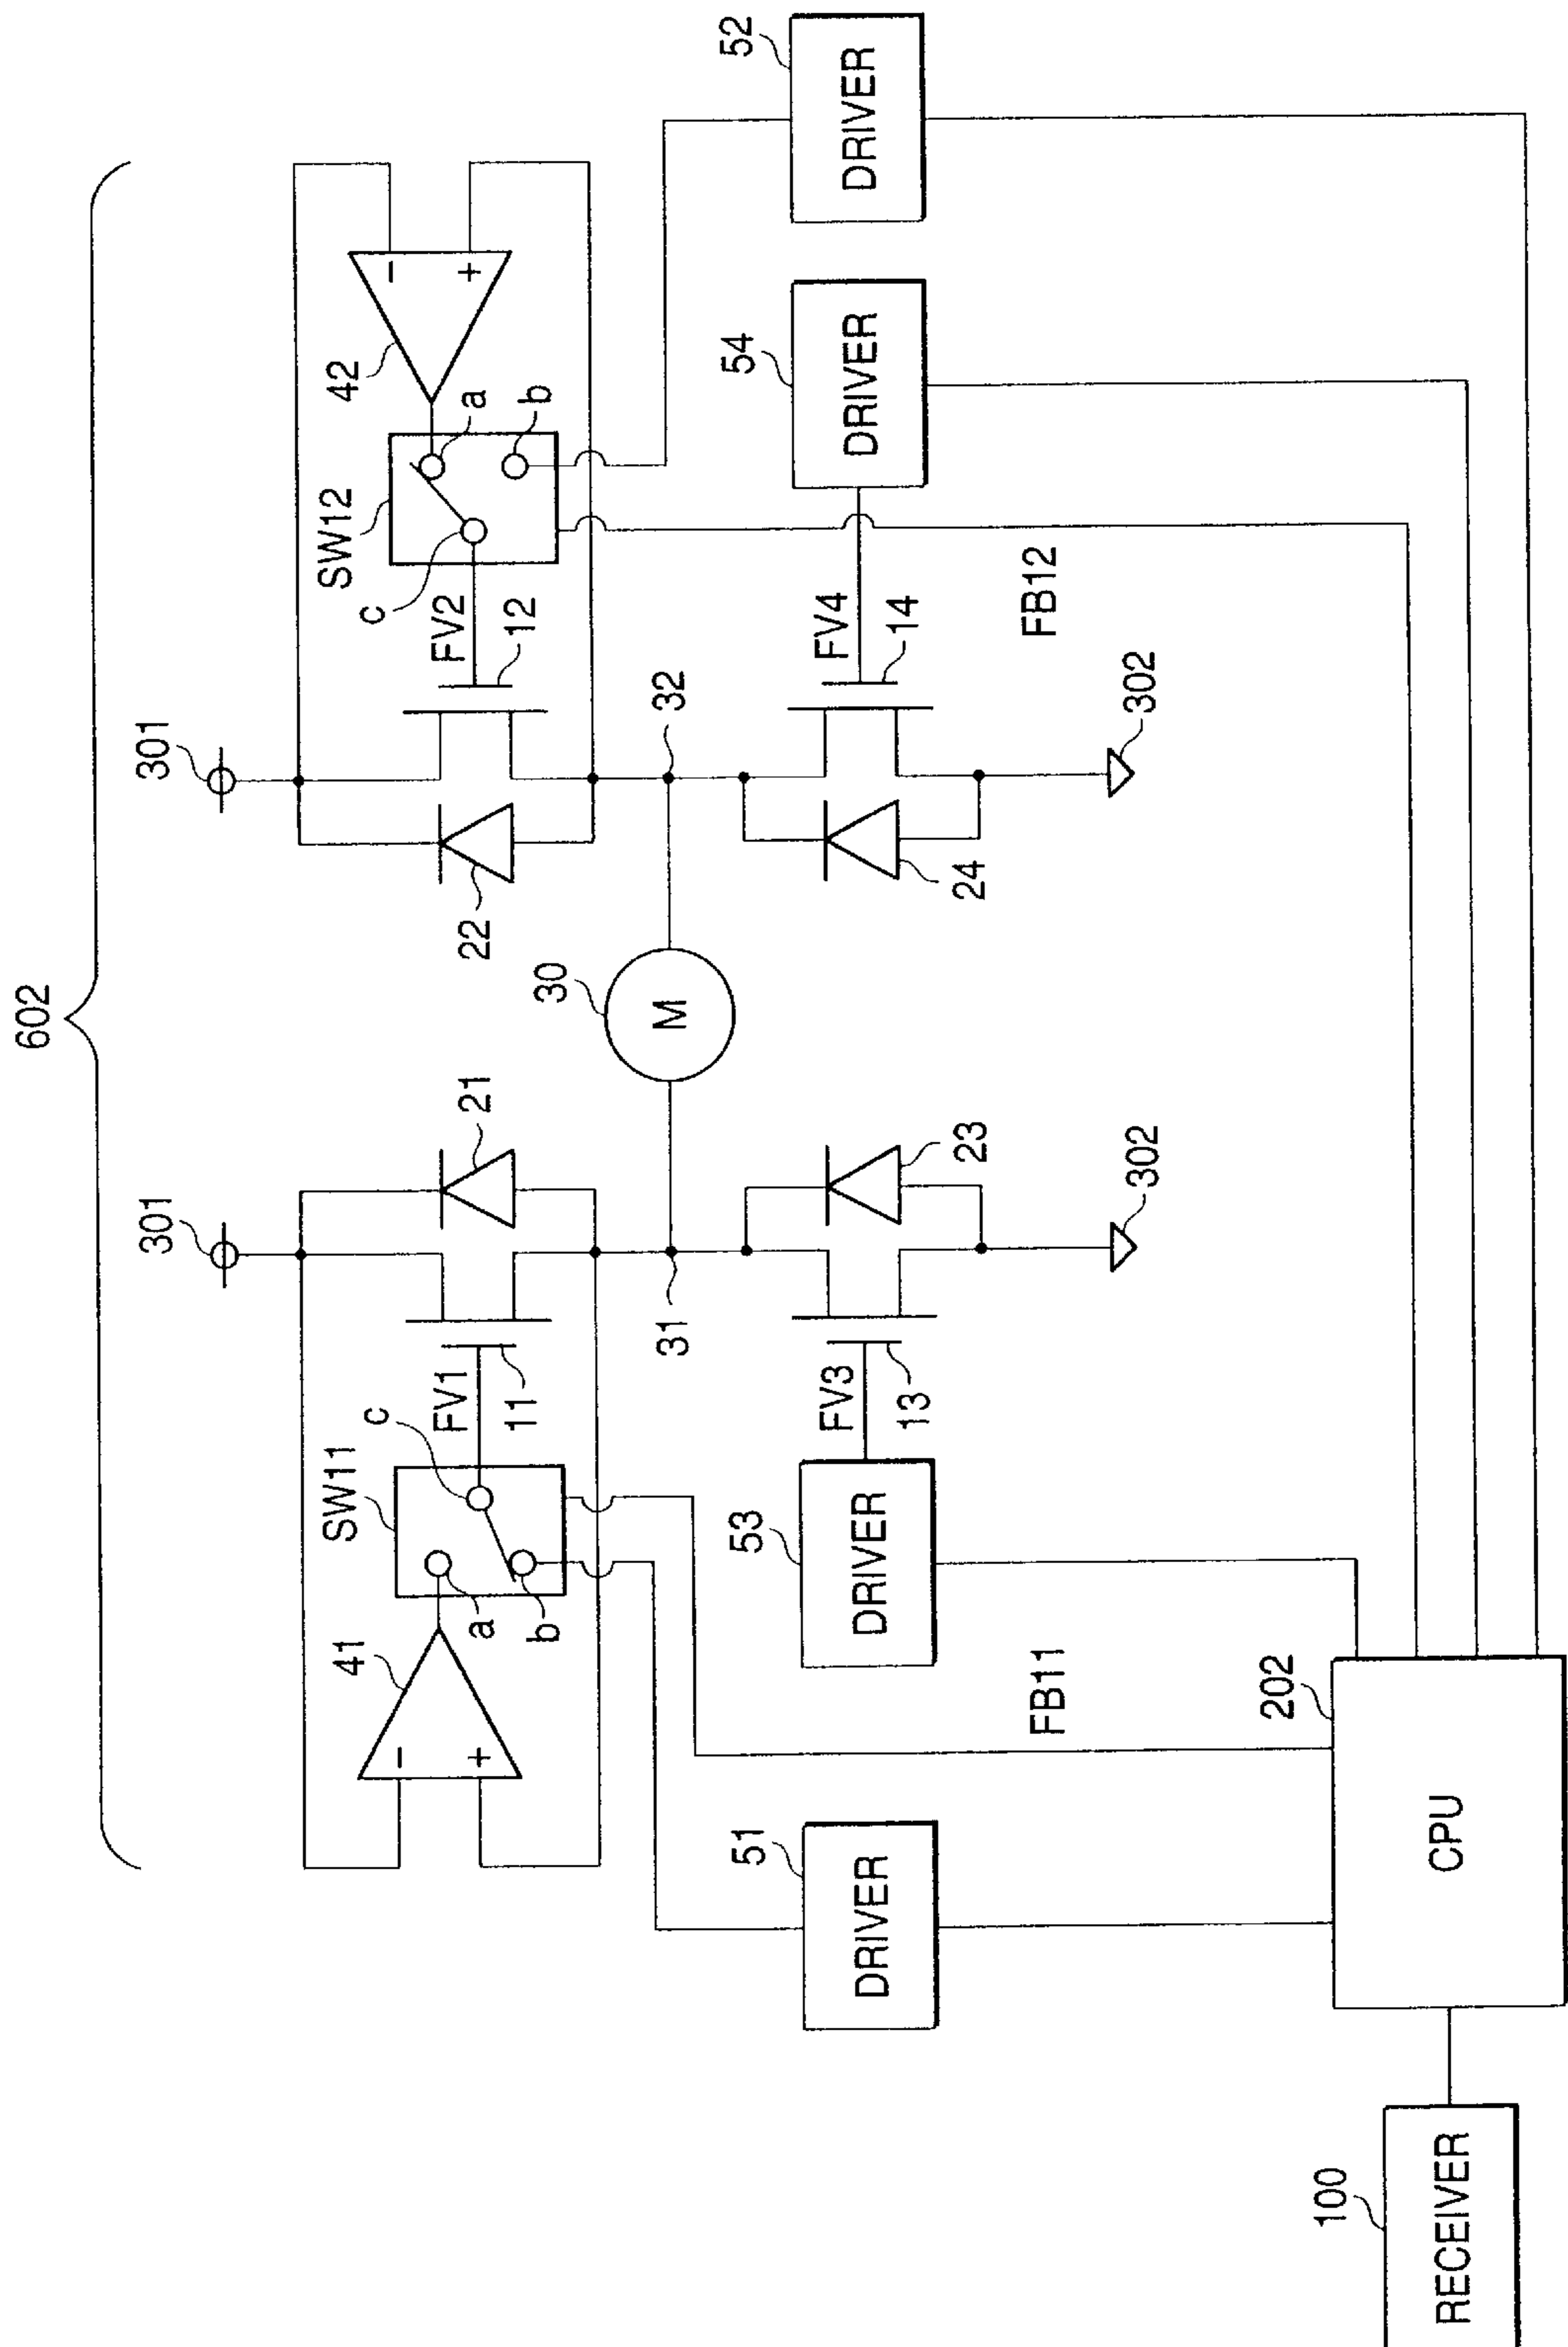 602
301
301
41
SW11
a
b
c
FV1
11
21
-
+
22
FV2
12
c
SW12
a
b
42
-
+
31
30
M
32
51
DRIVER
53
DRIVER
FV3
13
23
24
FV4
14
54
DRIVER
52
DRIVER
FB11
302
302
FB12
100
RECEIVER
202
CPU